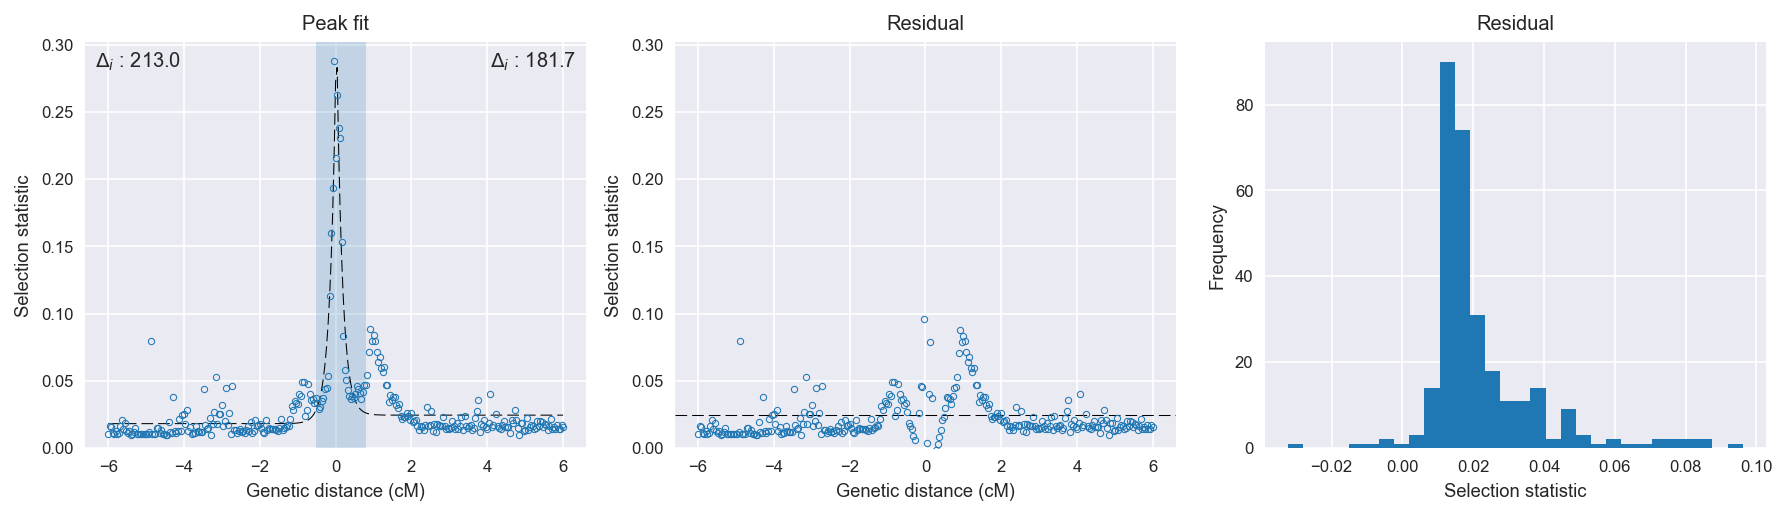 Peak fit
Δi : 213.0
Δi : 181.7
0.30
0.25
0.20
0.15
0.10
0.05
0.00
Selection statistic
−6 −4 −2 0 2 4 6
Genetic distance (cM)
Residual
0.30
0.25
0.20
0.15
0.10
0.05
0.00
Selection statistic
−6 −4 −2 0 2 4 6
Genetic distance (cM)
Residual
80
60
40
20
0
Frequency
−0.02 0.00 0.02 0.04 0.06 0.08 0.10
Selection statistic